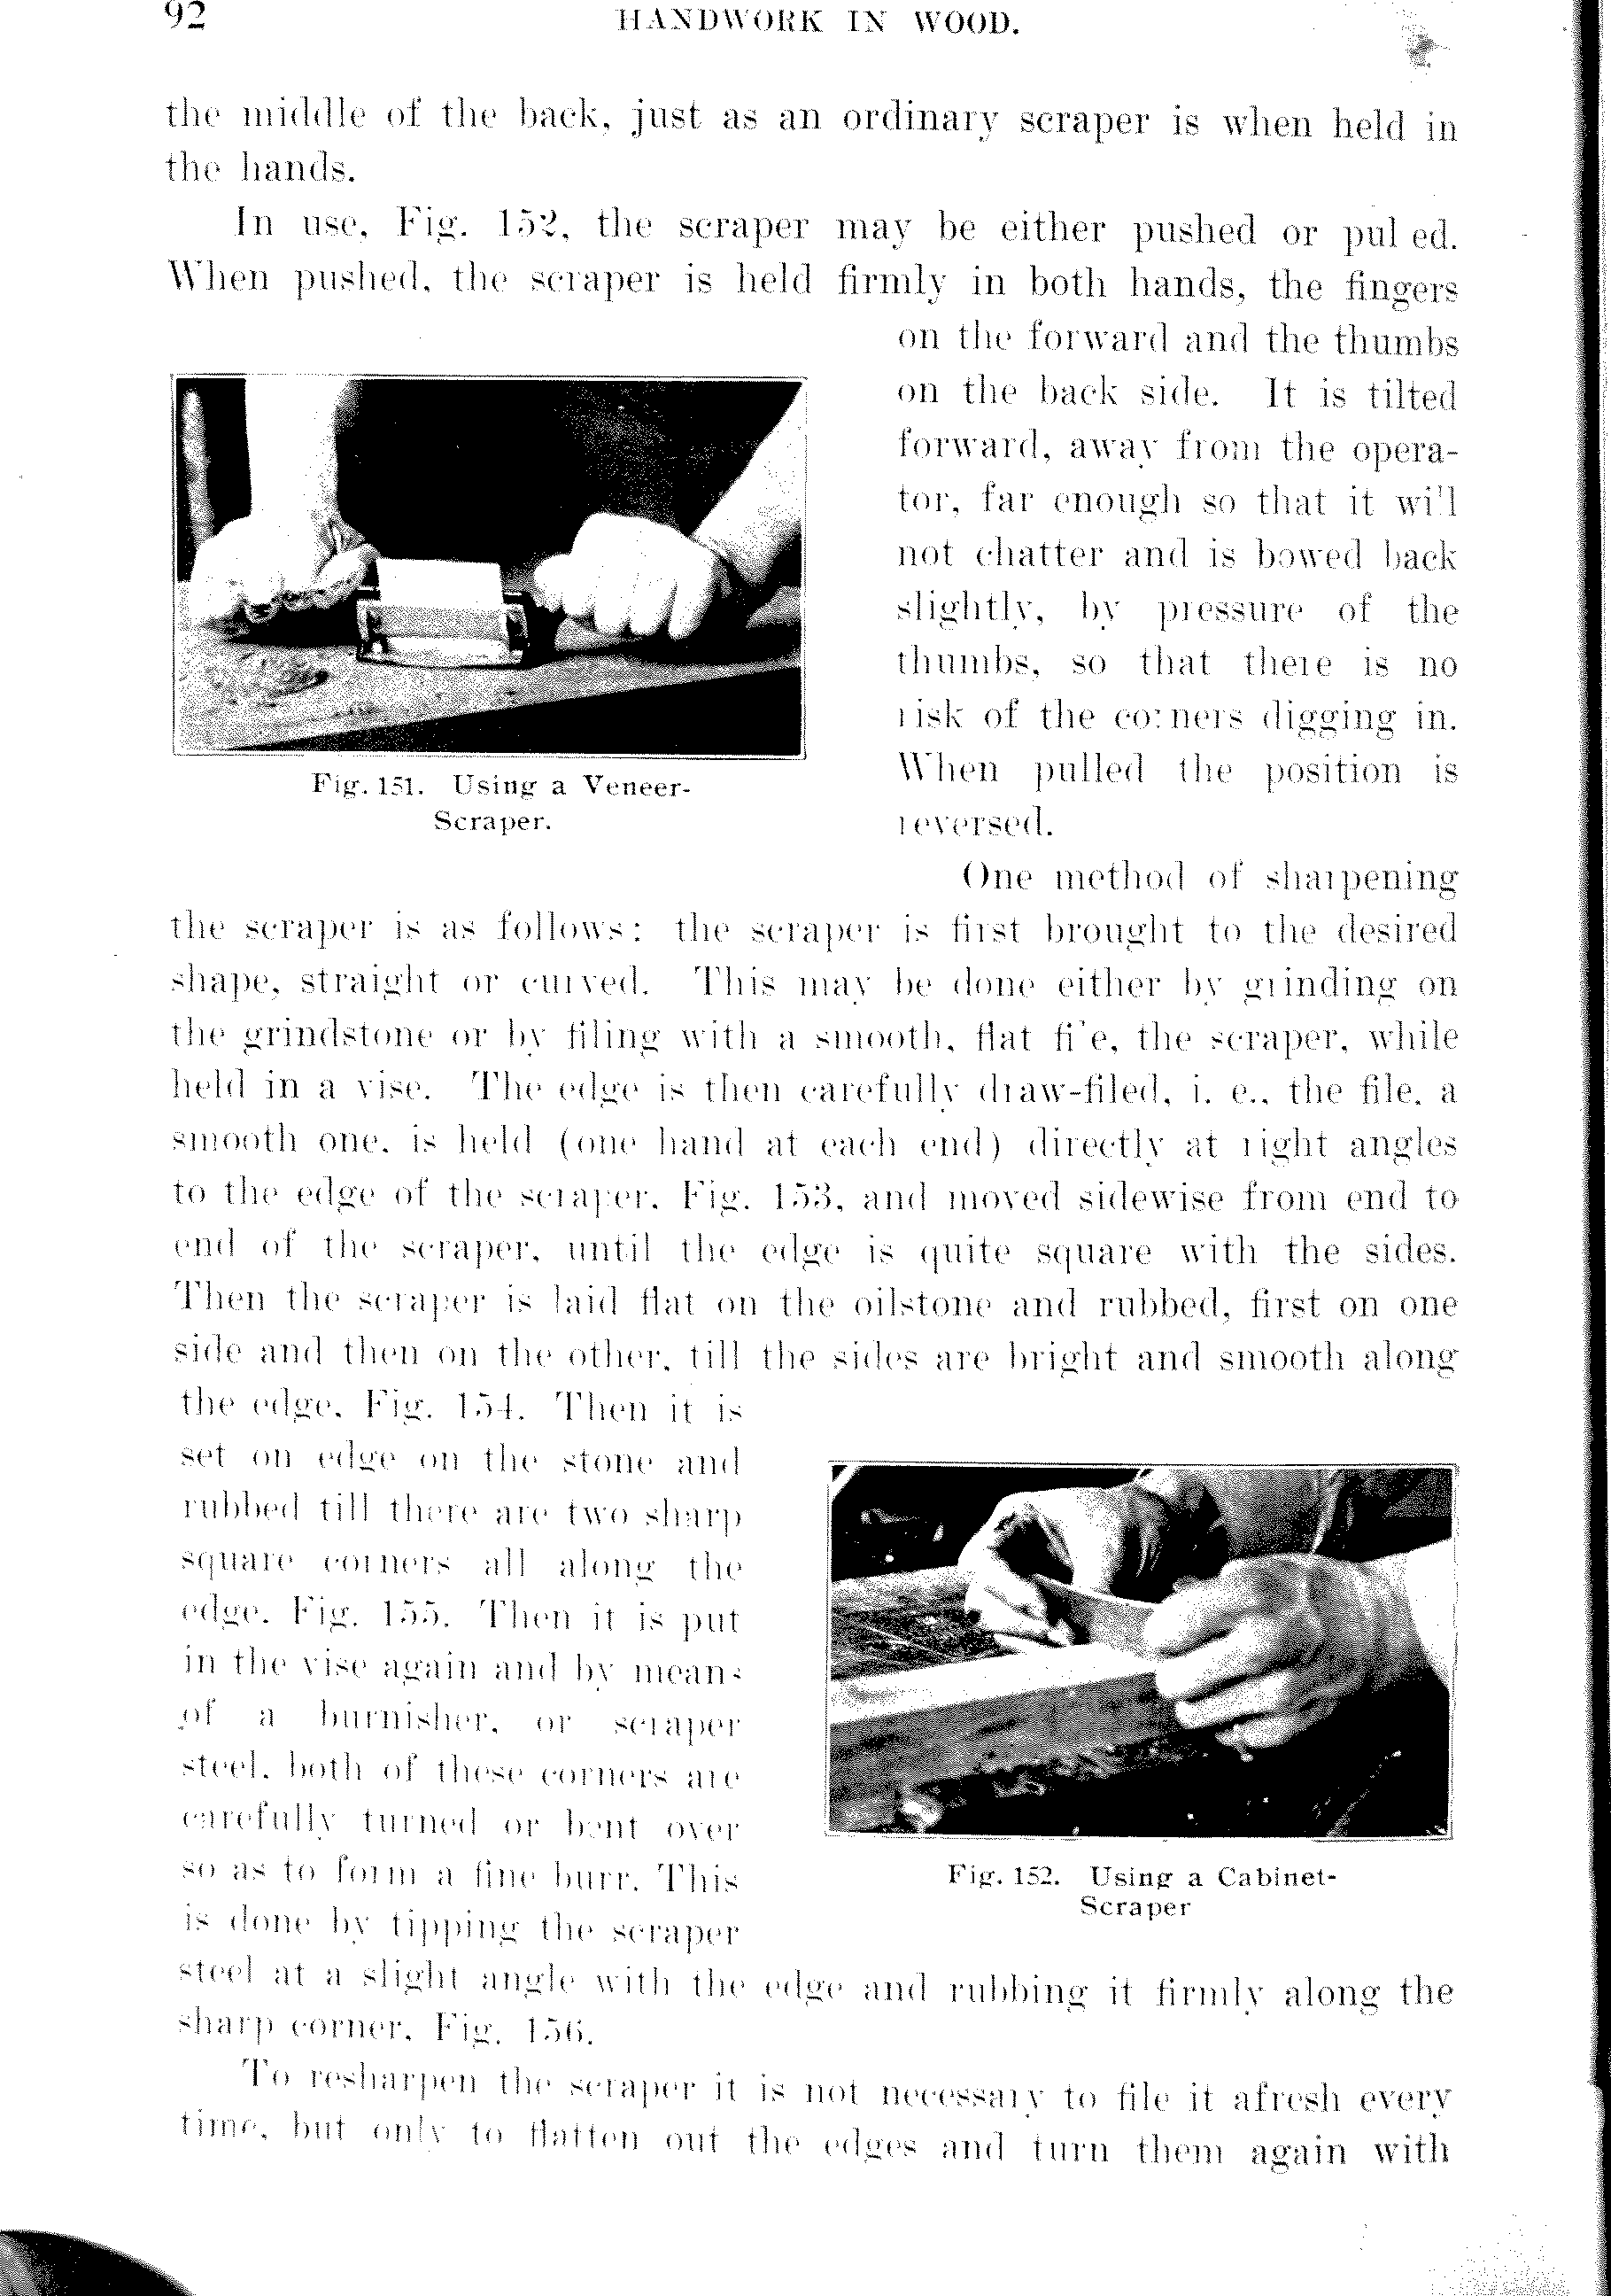 92
HANDWORK IN WOOD.
the middle of the back, just as an ordinary scraper is when held in
the hands.
In use, Fig. 152, the scraper may be either pushed or pul ed.
When pushed, the scraper is held firmly in both hands, the fingers
on the forward and the thumbs
on the back side. It is tilted
forward, away from the opera-
tor, far enough so that it will
not chatter and is bowed back
slightly, by pressure of the
thumbs, so that there is no
risk of the corners digging in.
When pulled the position is
reversed.
Fig. 151. Using a Veneer-
Scraper.
One method of sharpening
the scraper is as follows: the scraper is first brought to the desired
shape, straight or curved. This may be done either by grinding on
the grindstone or by filing with a smooth, flat file, the scraper, while
held in a vise. The edge is then carefully draw-filed, i. e., the file, a
smooth one, is held (one hand at each end) directly at right angles
to the edge of the scraper, Fig. 153, and moved sidewise from end to
end of the scraper, until the edge is quite square with the sides.
Then the scraper is laid flat on the oilstone and rubbed, first on one
side and then on the other, till the sides are bright and smooth along
the edge, Fig. 154. Then it is
set on edge on the stone and
rubbed till there are two sharp
square corners all along the
edge, Fig. 155. Then it is put
in the vise again and by means
of a burnisher, or scraper
steel, both of these corners are
carefully turned or bent over
so as to form a fine burr. This
is done by tipping the scraper
steel at a slight angle with the edge and rubbing it firmly along the
sharp corner, Fig. 156.
Fig. 152. Using a Cabinet-
Scraper
To resharpen the scraper it is not necessary to file it afresh every
time, but only to flatten out the edges and turn them again with